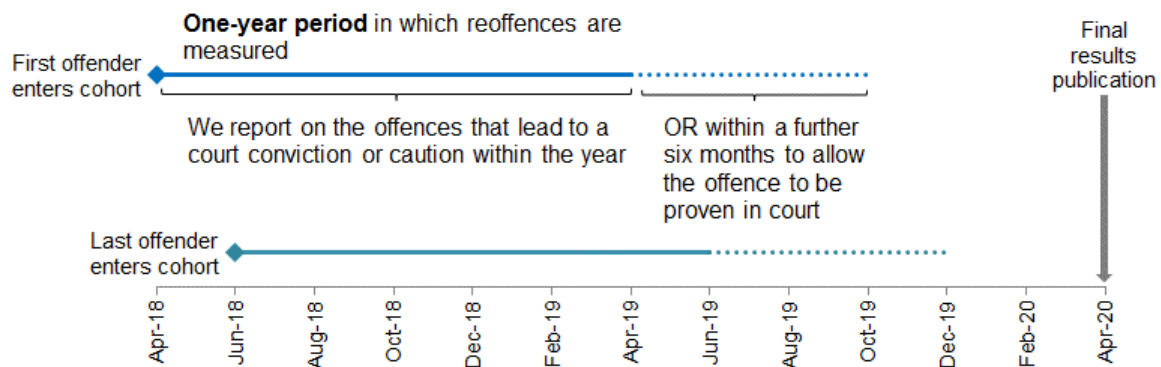 One-year period in which reoffences are
measured
First offender
enters cohort
Final
results
publication
We report on the offences that lead to a
court conviction or caution within the year
OR within a further
six months to allow
the offence to be
proven in court
Last offender
enters cohort
Apr-18
Jun-18
Aug-18
Oct-18
Dec-18
Feb-19
Apr-19
Jun-19
Aug-19
Oct-19
Dec-19
Feb-20
Apr-20